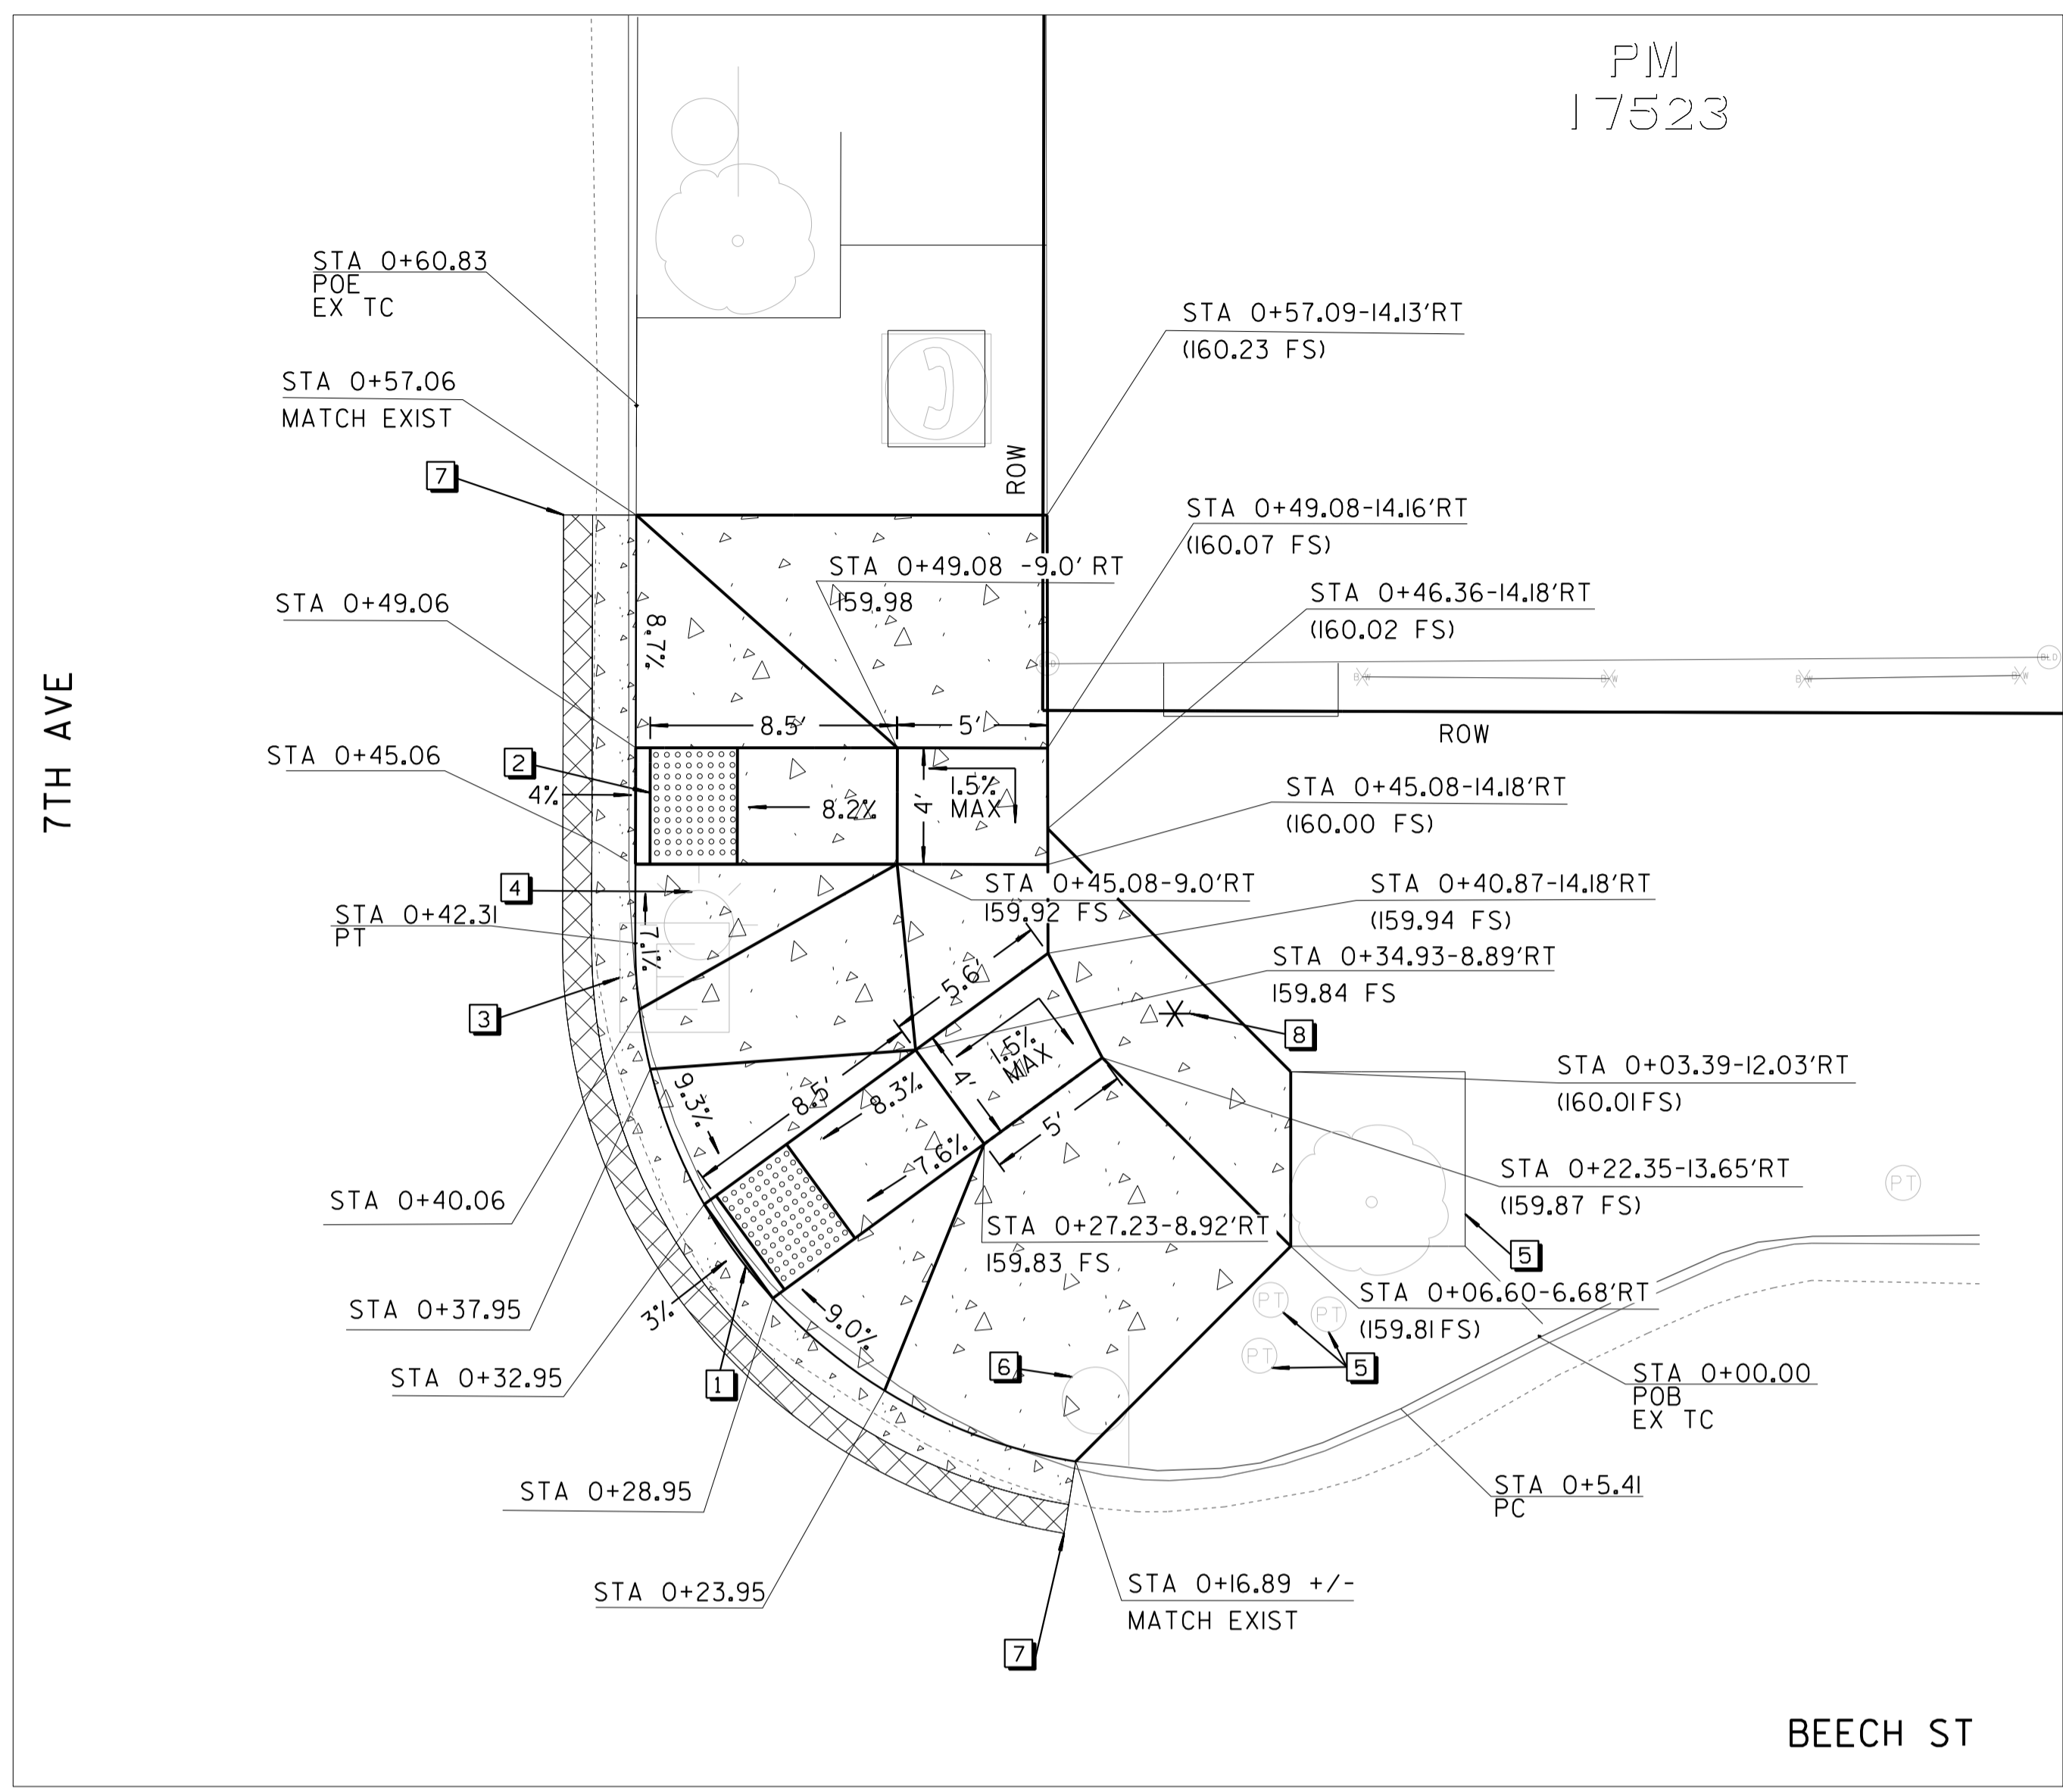 PM
17523
STA 0+60.83
POE
EX TC
STA 0+57.09-14.13'RT
(160.23 FS)
STA 0+57.06
MATCH EXIST
ROW
7
STA 0+49.08-14.16'RT
(160.07 FS)
STA 0+49.08 -9.0' RT
159.98
STA 0+46.36-14.18'RT
(160.02 FS)
STA 0+49.06
8.7%
7TH AVE
8.5'
5'
ROW
STA 0+45.06
2
4%
8.2%
4'
1.5%
MAX
STA 0+45.08-14.18'RT
(160.00 FS)
4
STA 0+45.08-9.0'RT
159.92 FS
STA 0+40.87-14.18'RT
(159.94 FS)
STA 0+42.31
PT
7.1%
STA 0+34.93-8.89'RT
159.84 FS
3
5.6'
8
1.5%
MAX
4'
STA 0+03.39-12.03'RT
(160.01FS)
9.3%
8.5'
8.3%
5'
7.6%
STA 0+22.35-13.65'RT
(159.87 FS)
PT
STA 0+40.06
STA 0+27.23-8.92'RT
159.83 FS
5
STA 0+37.95
3%
9.0%
PT
PT
PT
STA 0+06.60-6.68'RT
(159.81FS)
STA 0+32.95
1
6
5
STA 0+00.00
POB
EX TC
STA 0+28.95
STA 0+5.41
PC
STA 0+23.95
STA 0+16.89 +/-
MATCH EXIST
7
BEECH ST
BLD